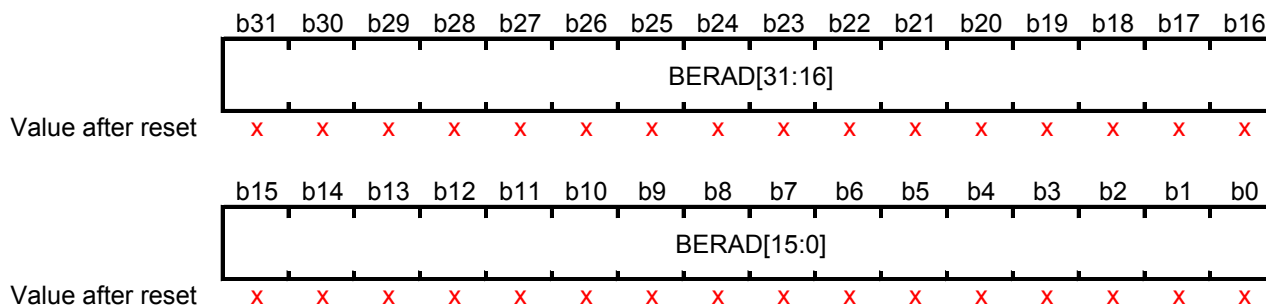 b31 b30 b29 b28 b27 b26 b25 b24 b23 b22 b21 b20 b19 b18 b17 b16
BERAD[31:16]
Value after reset x x x x x x x x x x x x x x x x
b15 b14 b13 b12 b11 b10 b9 b8 b7 b6 b5 b4 b3 b2 b1 b0
BERAD[15:0]
Value after reset x x x x x x x x x x x x x x x x